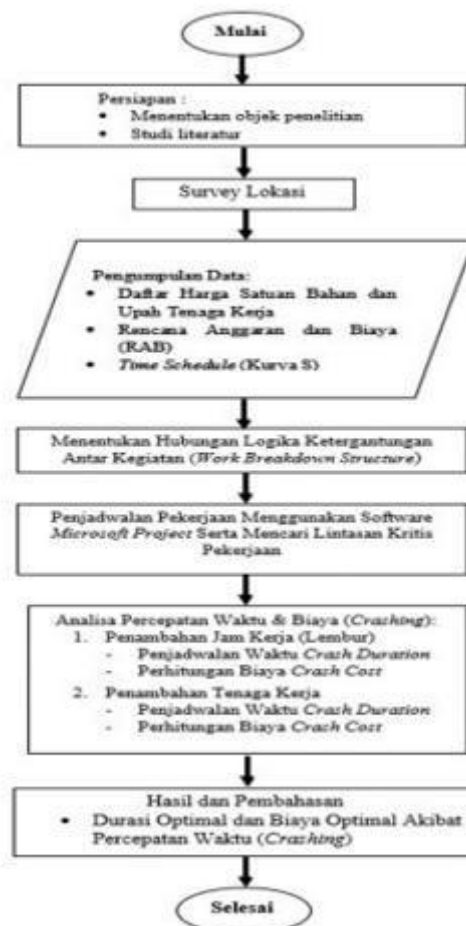 Mulai
Persiapan :
• Menentukan objek penelitian
• Studi literatur
Survey Lokasi
Pengumpulan Data:
• Daftar Harga Satuan Bahan dan
Upah Tenaga Kerja
• Rencana Anggaran dan Biaya
(RAB)
• Time Schedule (Kurva S)
Menentukan Hubungan Logika Ketergantungan
Antar Kegiatan (Work Breakdown Structure)
Penjadwalan Pekerjaan Menggunakan Software
Microsoft Project Serta Mencari Lintasan Kritis
Pekerjaan
Analisa Percepatan Waktu & Biaya (Crashing):
1. Penambahan Jam Kerja (Lembur)
- Penjadwalan Waktu Crash Duration
- Perhitungan Biaya Crash Cost
2. Penambahan Tenaga Kerja
- Penjadwalan Waktu Crash Duration
- Perhitungan Biaya Crash Cost
Hasil dan Pembahasan
• Durasi Optimal dan Biaya Optimal Akibat
Percepatan Waktu (Crashing)
Selesai